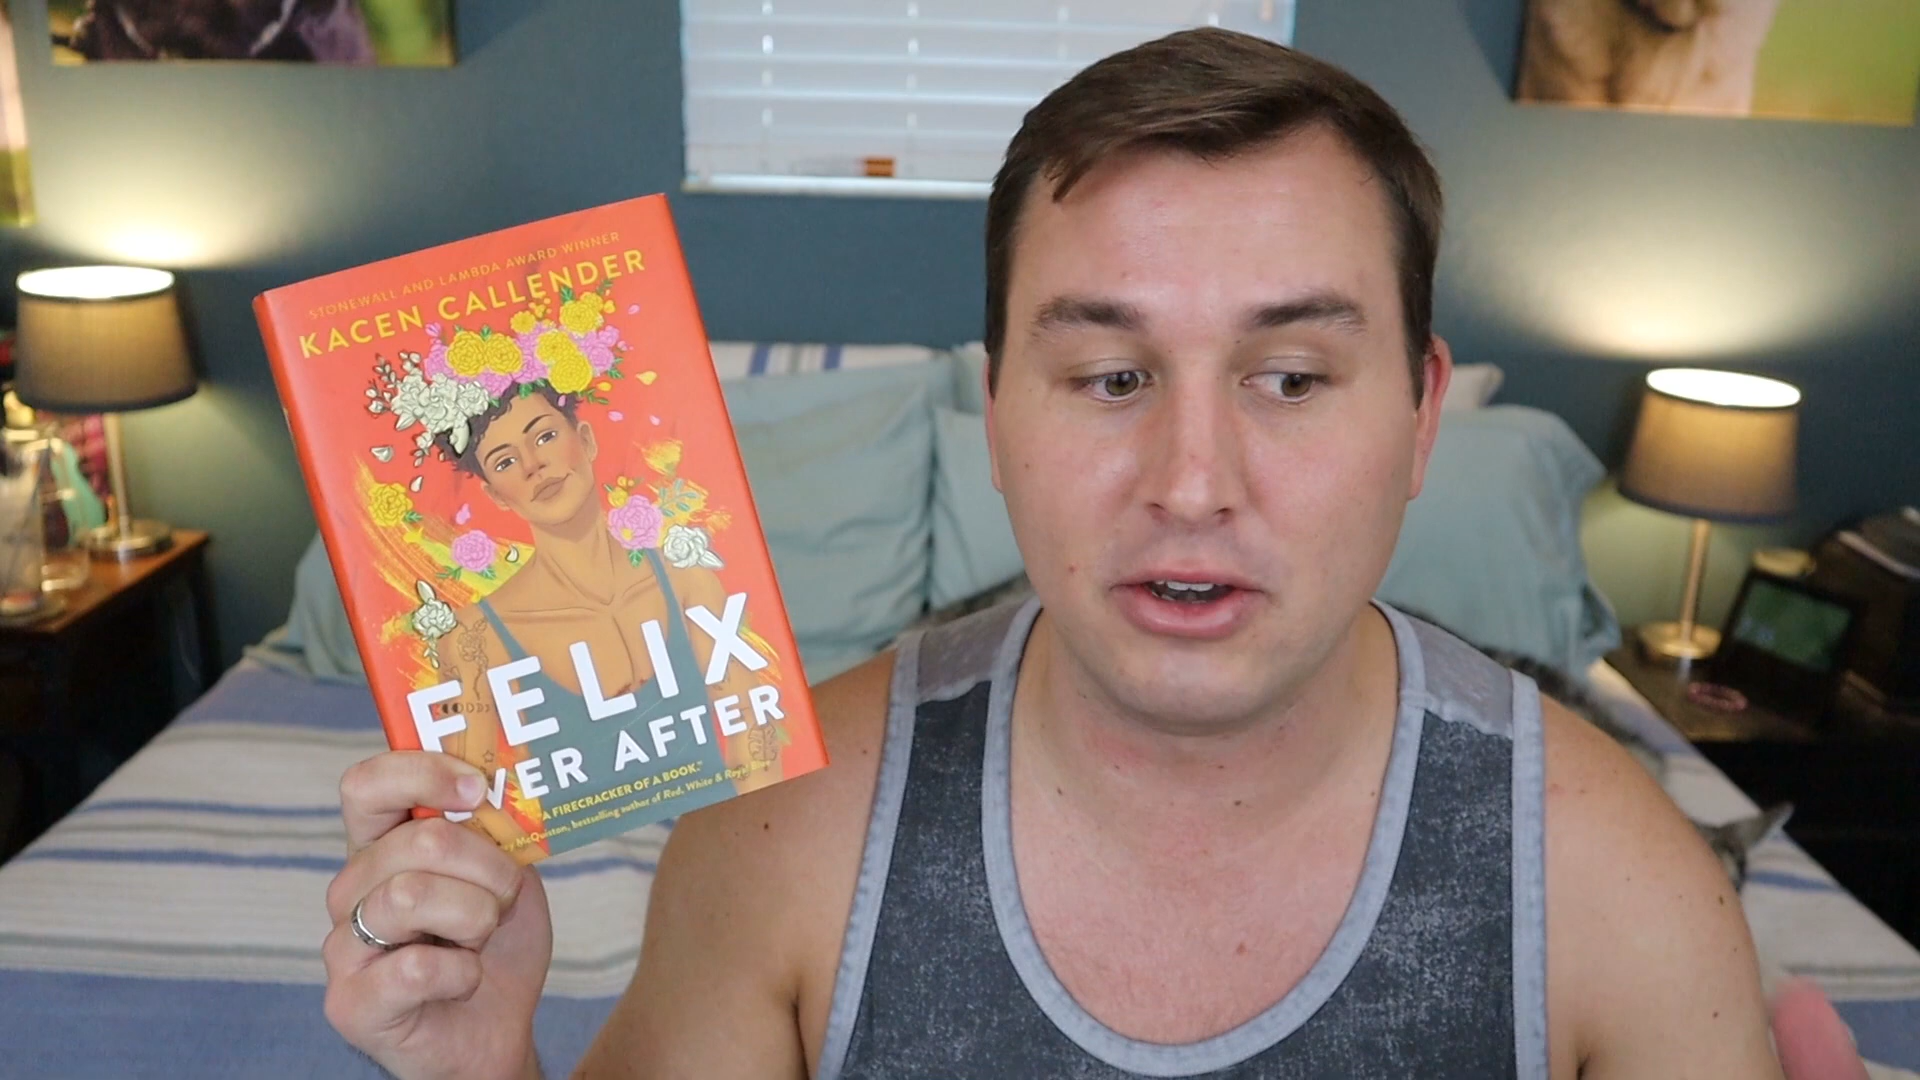 STONEWALL AND LAMBDA AWARD WINNER
KACEN CALLENDER
FELIX
EVER AFTER
"A FIRECRACKER OF A BOOK."
McQuiston, bestselling author of Red, White & Royal Blue